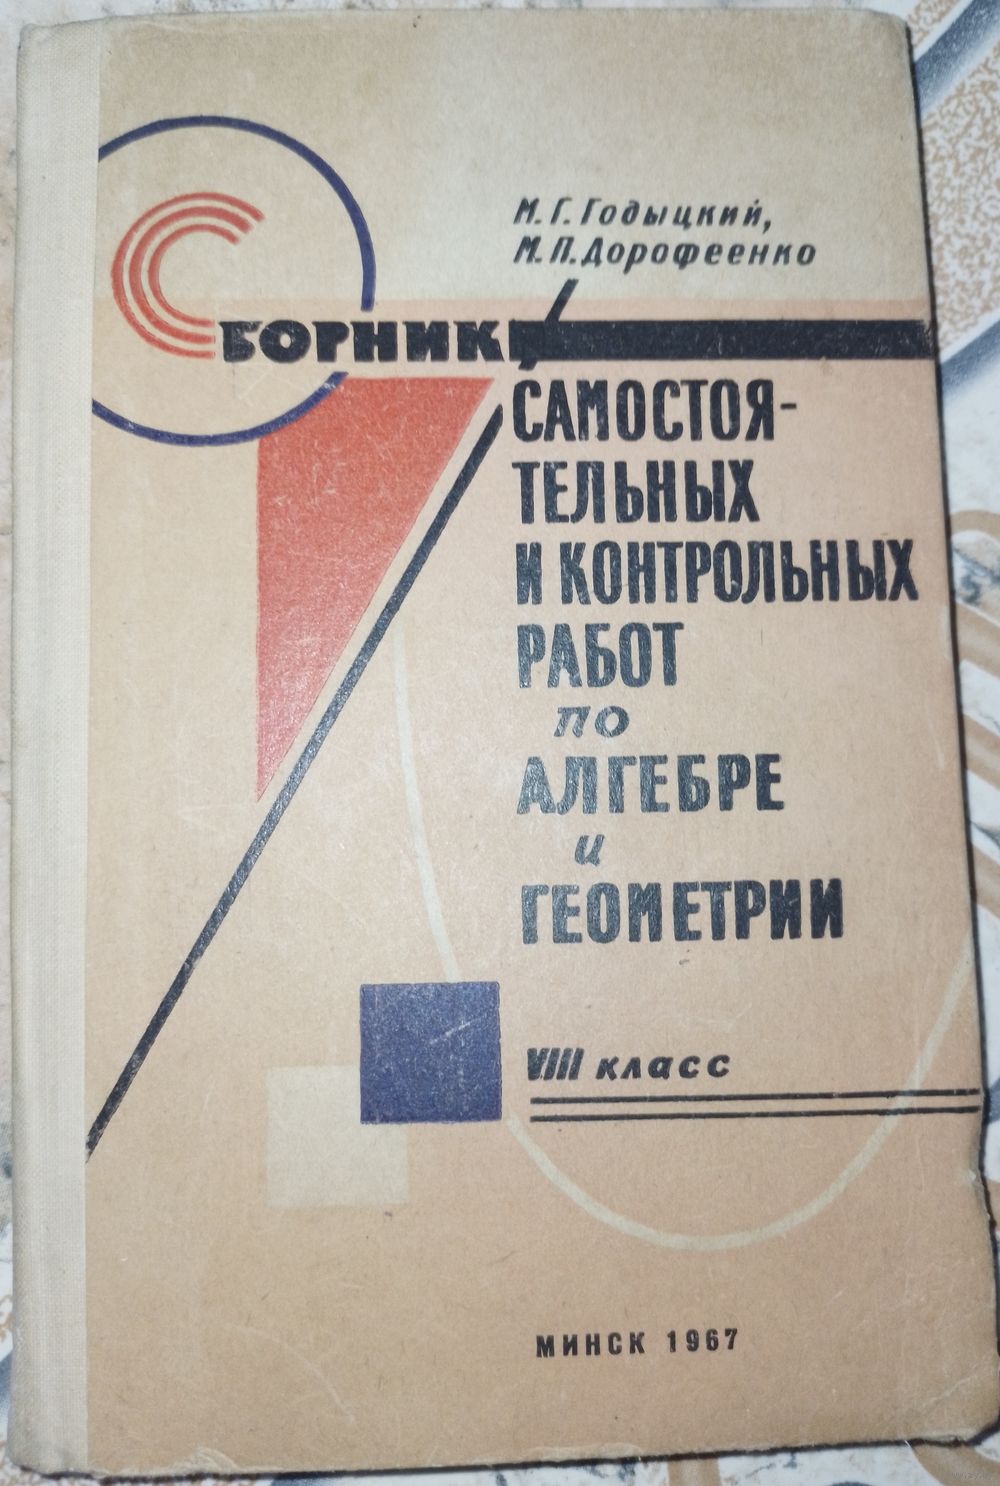 М. Г. Годыцкий,
М. П. Дорофеенко
СБОРНИК
САМОСТОЯ-
ТЕЛЬНЫХ
И КОНТРОЛЬНЫХ
РАБОТ
по
АЛГЕБРЕ
и
ГЕОМЕТРИИ
VIII класс
МИНСК 1967